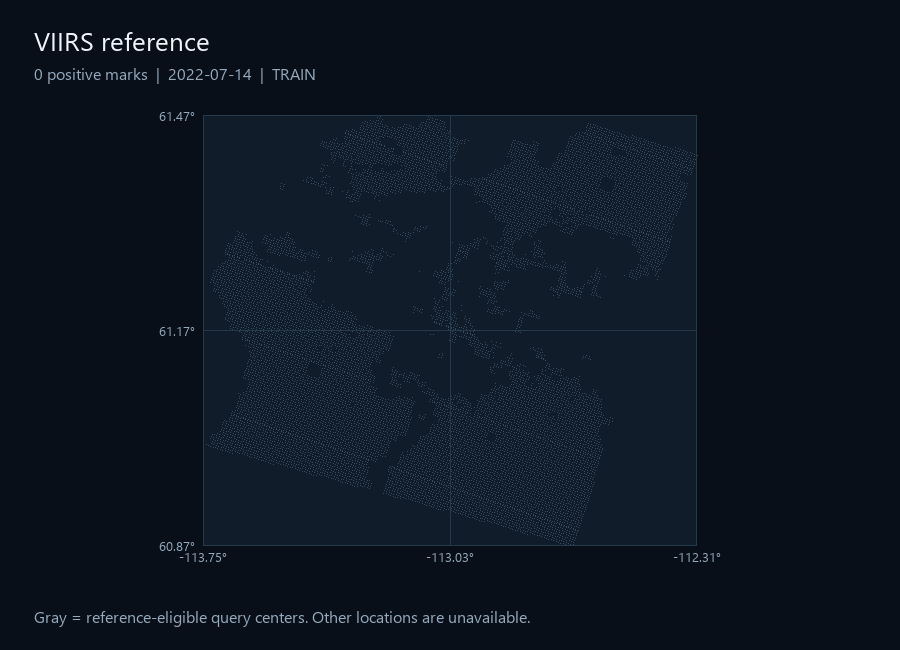 VIIRS reference
0 positive marks | 2022-07-14 | TRAIN
61.47°
61.17°
60.87°
-113.75° -113.03° -112.31°
Gray = reference-eligible query centers. Other locations are unavailable.